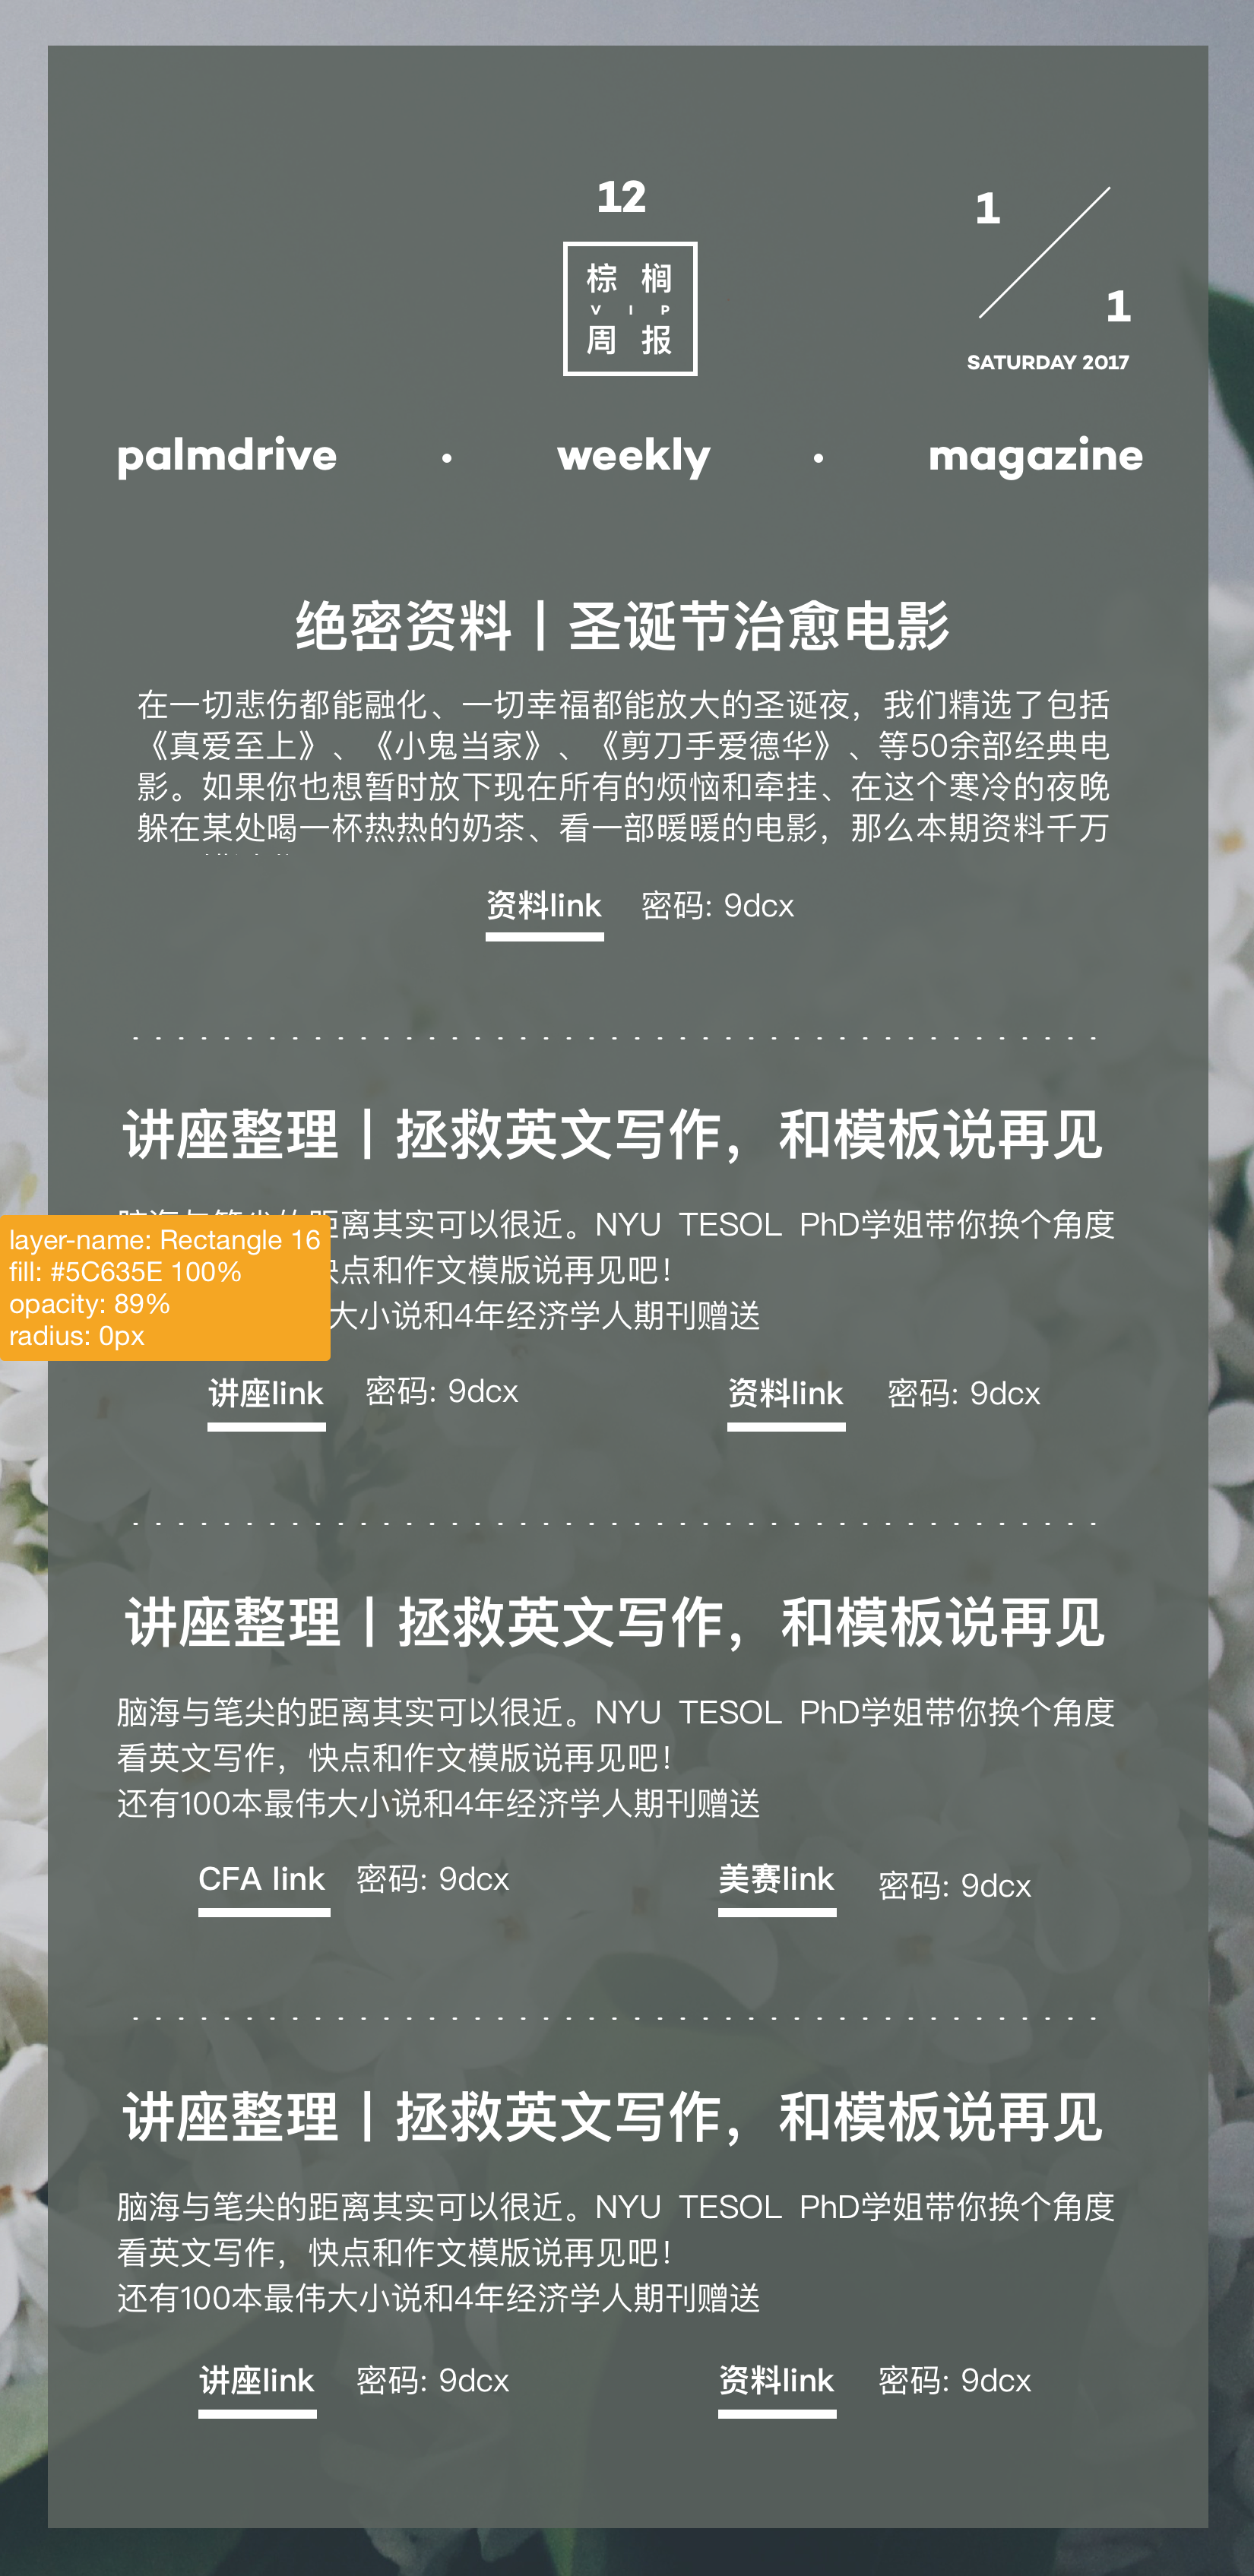 12
1
1
棕 榈
V I P
周 报
SATURDAY 2017
palmdrive · weekly · magazine
绝密资料丨圣诞节治愈电影
在一切悲伤都能融化、一切幸福都能放大的圣诞夜，我们精选了包括
《真爱至上》、《小鬼当家》、《剪刀手爱德华》、等50余部经典电
影。如果你也想暂时放下现在所有的烦恼和牵挂、在这个寒冷的夜晚
躲在某处喝一杯热热的奶茶、看一部暖暖的电影，那么本期资料千万
资料link 密码: 9dcx
讲座整理丨拯救英文写作，和模板说再见
离其实可以很近。NYU TESOL PhD学姐带你换个角度
点和作文模版说再见吧！
大小说和4年经济学人期刊赠送
layer-name: Rectangle 16
fill: #5C635E 100%
opacity: 89%
radius: 0px
讲座link 密码: 9dcx 资料link 密码: 9dcx
讲座整理丨拯救英文写作，和模板说再见
脑海与笔尖的距离其实可以很近。NYU TESOL PhD学姐带你换个角度
看英文写作，快点和作文模版说再见吧！
还有100本最伟大小说和4年经济学人期刊赠送
CFA link 密码: 9dcx 美赛link 密码: 9dcx
讲座整理丨拯救英文写作，和模板说再见
脑海与笔尖的距离其实可以很近。NYU TESOL PhD学姐带你换个角度
看英文写作，快点和作文模版说再见吧！
还有100本最伟大小说和4年经济学人期刊赠送
讲座link 密码: 9dcx 资料link 密码: 9dcx